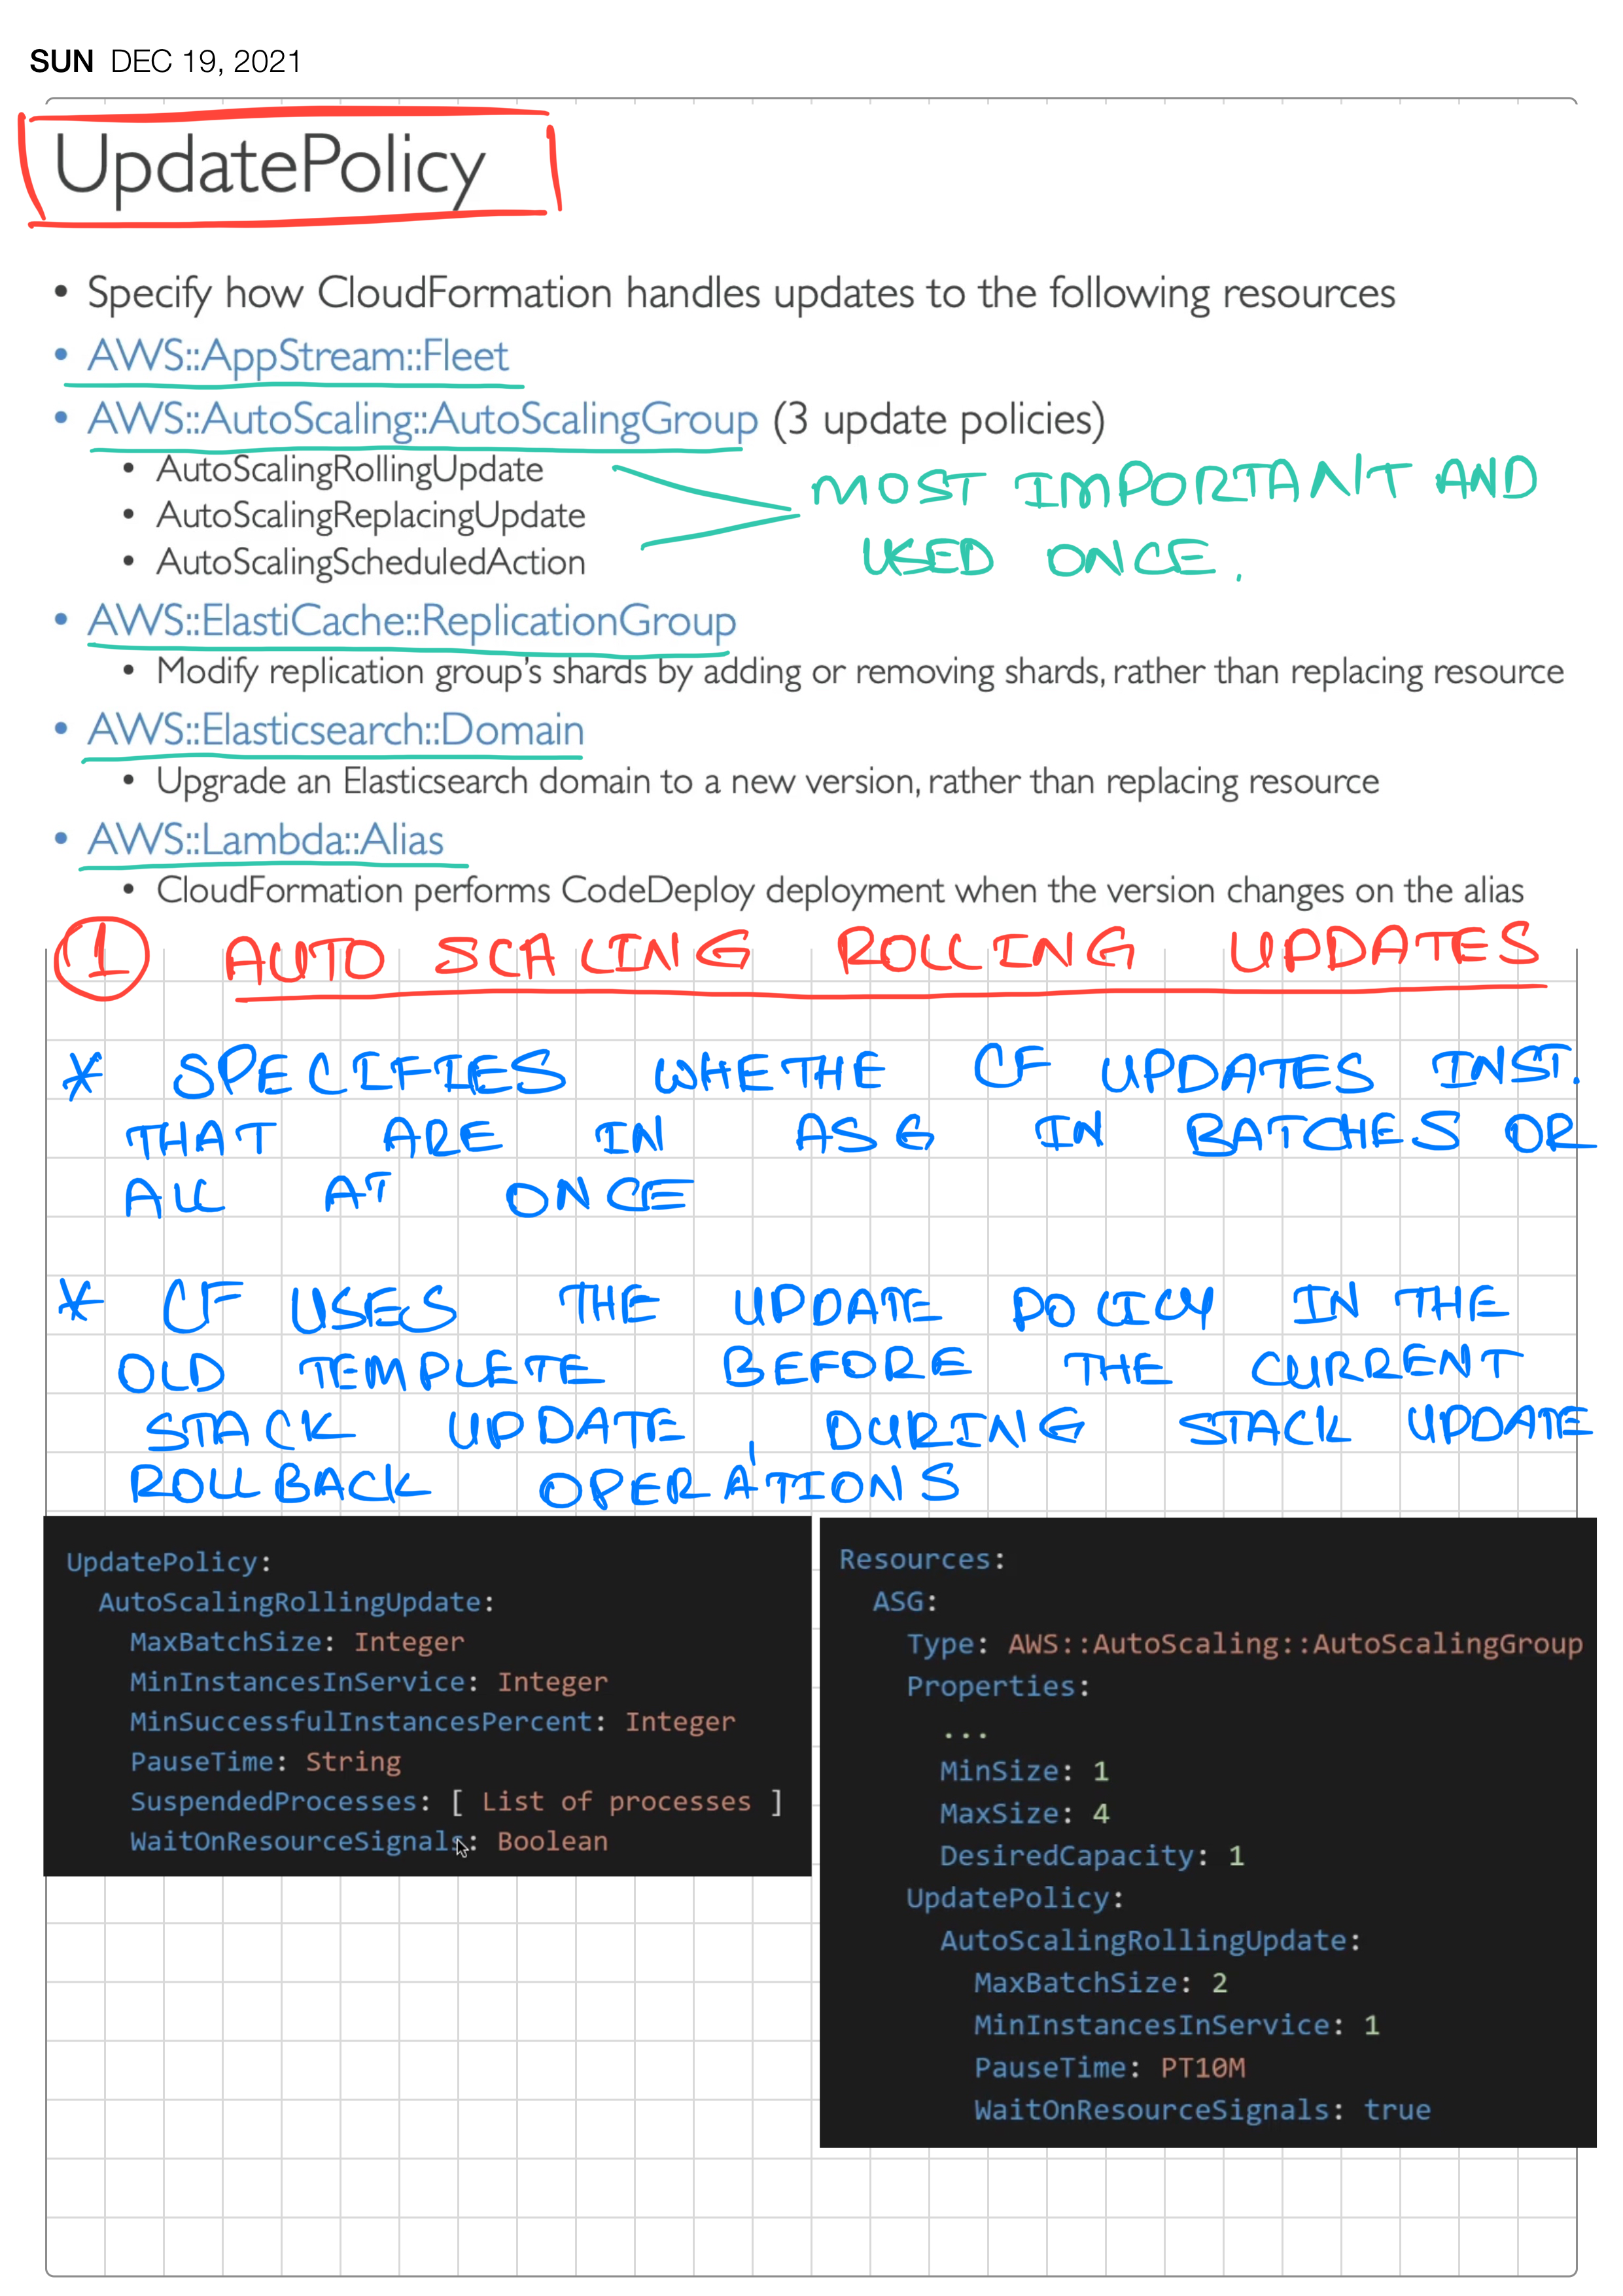 SUN DEC 19, 2021
UpdatePolicy
• Specify how CloudFormation handles updates to the following resources
• AWS::AppStream::Fleet
• AWS::AutoScaling::AutoScalingGroup (3 update policies)
• AutoScalingRollingUpdate
• AutoScalingReplacingUpdate
• AutoScalingScheduledAction
MOST IMPORTANT AND
USED ONCE.
• AWS::ElastiCache::ReplicationGroup
• Modify replication group's shards by adding or removing shards, rather than replacing resource
• AWS::Elasticsearch::Domain
• Upgrade an Elasticsearch domain to a new version, rather than replacing resource
• AWS::Lambda::Alias
• CloudFormation performs CodeDeploy deployment when the version changes on the alias
1 AUTO SCALING ROLLING UPDATES
* SPECIFIES WHETHE CF UPDATES INST.
THAT ARE IN ASG IN BATCHES OR
ALL AT ONCE
* CF USES THE UPDATE POLICY IN THE
OLD TEMPLETE BEFORE THE CURRENT
STACK UPDATE, DURING STACK UPDATE
ROLLBACK OPERATIONS
UpdatePolicy:
AutoScalingRollingUpdate:
MaxBatchSize: Integer
MinInstancesInService: Integer
MinSuccessfulInstancesPercent: Integer
PauseTime: String
SuspendedProcesses: [ List of processes ]
WaitOnResourceSignals: Boolean
Resources:
ASG:
Type: AWS::AutoScaling::AutoScalingGroup
Properties:
...
MinSize: 1
MaxSize: 4
DesiredCapacity: 1
UpdatePolicy:
AutoScalingRollingUpdate:
MaxBatchSize: 2
MinInstancesInService: 1
PauseTime: PT10M
WaitOnResourceSignals: true